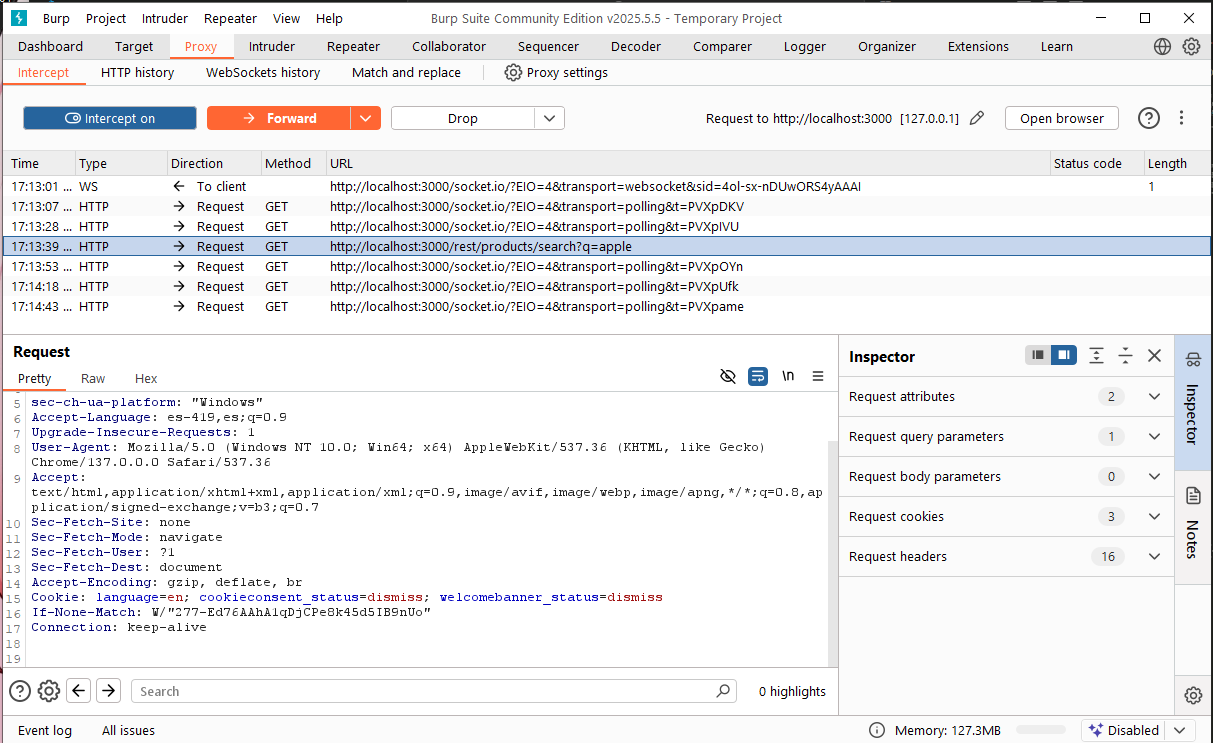 Burp Project Intruder Repeater View Help Burp Suite Community Edition v2025.5.5 - Temporary Project
Dashboard Target Proxy Intruder Repeater Collaborator Sequencer Decoder Comparer Logger Organizer Extensions Learn
Intercept HTTP history WebSockets history Match and replace Proxy settings
Intercept on Forward Drop Request to http://localhost:3000 [127.0.0.1] Open browser
Time Type Direction Method URL Status code Length
17:13:01 ... WS To client http://localhost:3000/socket.io/?EIO=4&transport=websocket&sid=4ol-sx-nDUwORS4yAAAI 1
17:13:07 ... HTTP Request GET http://localhost:3000/socket.io/?EIO=4&transport=polling&t=PVXpDKV
17:13:28 ... HTTP Request GET http://localhost:3000/socket.io/?EIO=4&transport=polling&t=PVXpIVU
17:13:39 ... HTTP Request GET http://localhost:3000/rest/products/search?q=apple
17:13:53 ... HTTP Request GET http://localhost:3000/socket.io/?EIO=4&transport=polling&t=PVXpOYn
17:14:18 ... HTTP Request GET http://localhost:3000/socket.io/?EIO=4&transport=polling&t=PVXpUfk
17:14:43 ... HTTP Request GET http://localhost:3000/socket.io/?EIO=4&transport=polling&t=PVXpame
Request
Pretty Raw Hex \n
5 sec-ch-ua-platform: "Windows"
6 Accept-Language: es-419,es;q=0.9
7 Upgrade-Insecure-Requests: 1
8 User-Agent: Mozilla/5.0 (Windows NT 10.0; Win64; x64) AppleWebKit/537.36 (KHTML, like Gecko)
Chrome/137.0.0.0 Safari/537.36
9 Accept:
text/html,application/xhtml+xml,application/xml;q=0.9,image/avif,image/webp,image/apng,*/*;q=0.8,ap
plication/signed-exchange;v=b3;q=0.7
10 Sec-Fetch-Site: none
11 Sec-Fetch-Mode: navigate
12 Sec-Fetch-User: ?1
13 Sec-Fetch-Dest: document
14 Accept-Encoding: gzip, deflate, br
15 Cookie: language=en; cookieconsent_status=dismiss; welcomebanner_status=dismiss
16 If-None-Match: W/"277-Ed76AAhA1qDjCPe8k45d5IB9nUo"
17 Connection: keep-alive
18
19
Search 0 highlights
Inspector
Request attributes 2
Request query parameters 1
Request body parameters 0
Request cookies 3
Request headers 16
Inspector
Notes
Event log All issues Memory: 127.3MB Disabled